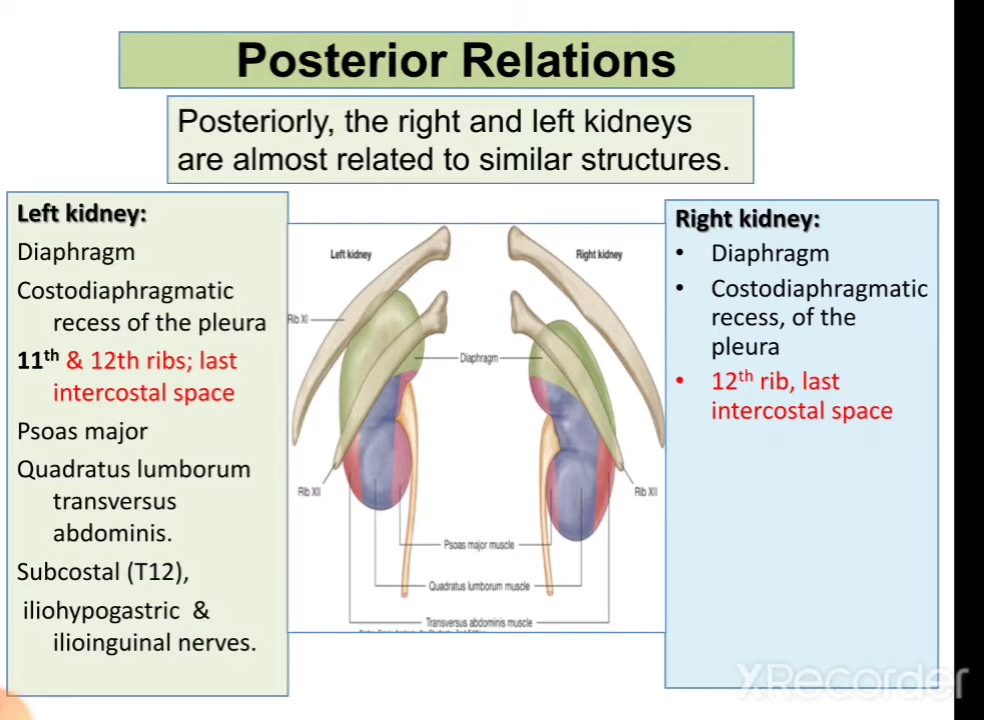 Posterior Relations
Posteriorly, the right and left kidneys
are almost related to similar structures.
Left kidney:
Diaphragm
Costodiaphragmatic
recess of the pleura
11th & 12th ribs; last
intercostal space
Psoas major
Quadratus lumborum
transversus
abdominis.
Subcostal (T12),
iliohypogastric &
ilioinguinal nerves.
Left kidney
Right kidney
Rib XI
Diaphragm
Rib XII
Rib XII
Psoas major muscle
Quadratus lumborum muscle
Transversus abdominis muscle
Right kidney:
• Diaphragm
• Costodiaphragmatic
recess, of the
pleura
• 12th rib, last
intercostal space
XRecorder